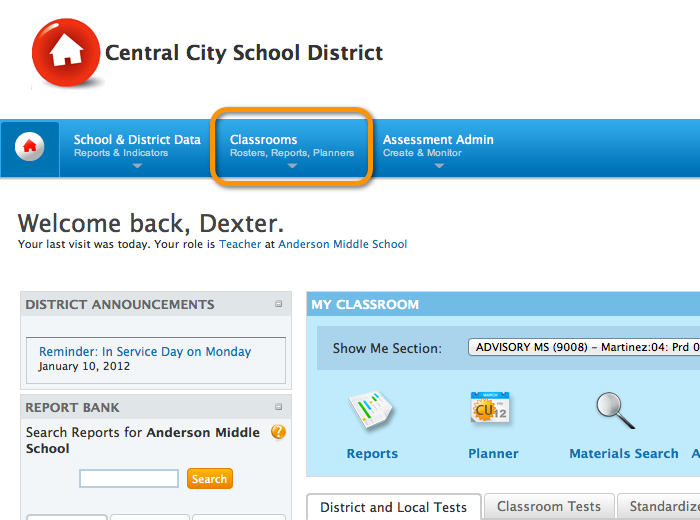 Central City School District
School & District Data
Reports & Indicators
Classrooms
Rosters, Reports, Planners
Assessment Admin
Create & Monitor
Welcome back, Dexter.
Your last visit was today. Your role is Teacher at Anderson Middle School
DISTRICT ANNOUNCEMENTS
Reminder: In Service Day on Monday
January 10, 2012
REPORT BANK
Search Reports for Anderson Middle
School
?
Search
MY CLASSROOM
Show Me Section:
ADVISORY MS (9008) - Martinez:04: Prd 0
MARCH
CU 12
Reports
Planner
Materials Search
A
District and Local Tests
Classroom Tests
Standardize